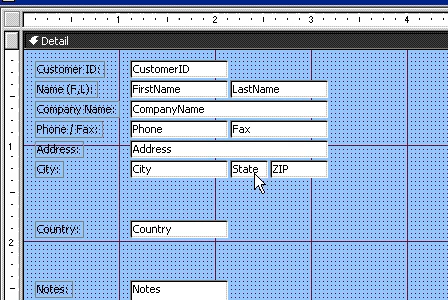 1 2 3 4
Detail
Customer ID: CustomerID
Name (F,L): FirstName LastName
Company Name: CompanyName
Phone / Fax: Phone Fax
1
Address: Address
City: City State ZIP
Country: Country
2
Notes: Notes